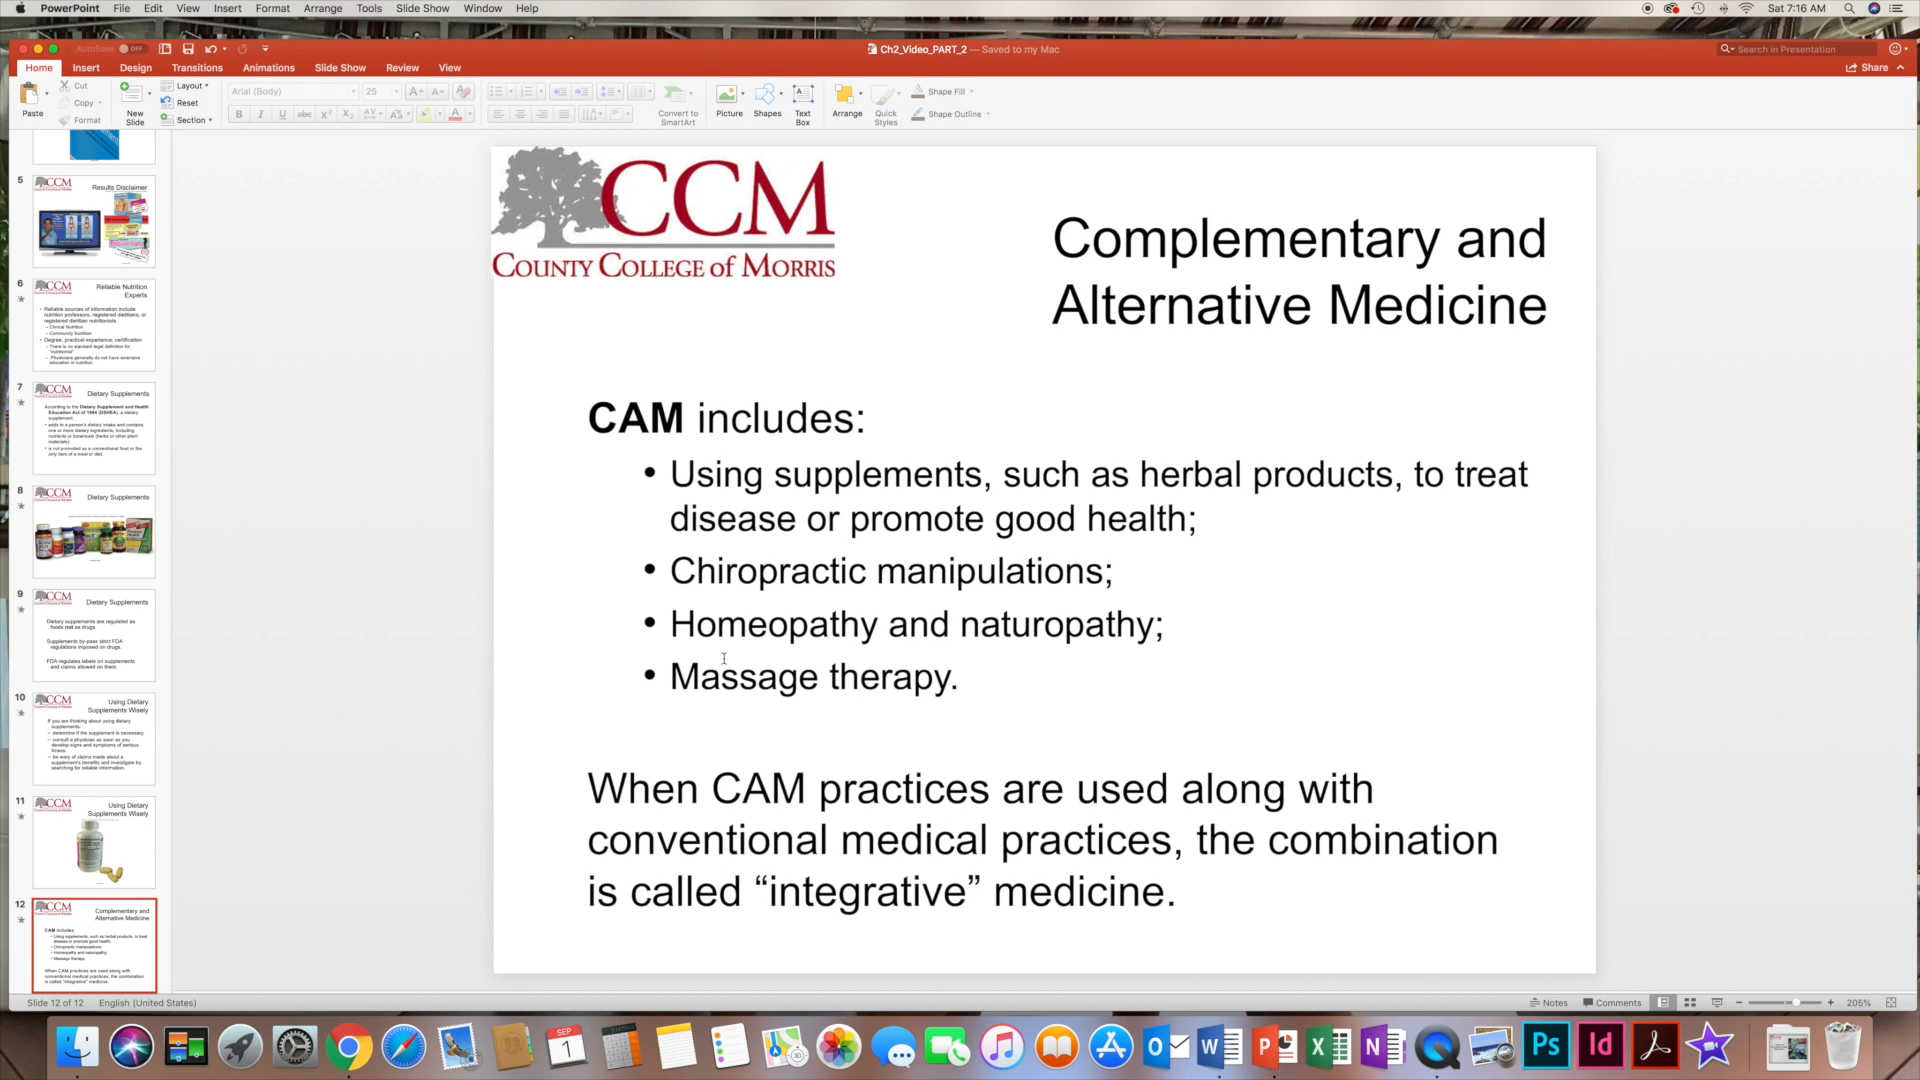 PowerPoint File Edit View Insert Format Arrange Tools Slide Show Window Help Sat 7:16 AM
AutoSave OFF Ch2_Video_PART_2 — Saved to my Mac Search in Presentation
Home Insert Design Transitions Animations Slide Show Review View Share
Paste Cut Copy Format New Slide Layout Reset Section Arial (Body) 25 Convert to SmartArt Picture Shapes Text Box Arrange Quick Styles Shape Fill Shape Outline
5
CCM
Results Disclaimer
6
CCM
Reliable Nutrition
Experts
• Reliable sources of information include
nutrition professors, registered dietitians, or
registered dietitian nutritionists.
– Clinical Nutrition
– Community Nutrition
• Degree, practical experience, certification
– There is no standard legal definition for
"nutritionist"
– Physicians generally do not have extensive
education in nutrition.
7
CCM
Dietary Supplements
According to the Dietary Supplement and Health
Education Act of 1994 (DSHEA), a dietary
supplement:
• adds to a person's dietary intake and contains
one or more dietary ingredients, including
nutrients or botanicals (herbs or other plant
materials)
• is not promoted as a conventional food or the
only item of a meal or diet.
8
CCM
Dietary Supplements
9
CCM
Dietary Supplements
Dietary supplements are regulated as
foods not as drugs.
Supplements by-pass strict FDA
regulations imposed on drugs.
FDA regulates labels on supplements
and claims allowed on them.
10
CCM
Using Dietary
Supplements Wisely
If you are thinking about using dietary
supplements:
— determine if the supplement is necessary.
— consult a physician as soon as you
develop signs and symptoms of serious
illness.
— be wary of claims made about a
supplement's benefits and investigate by
searching for reliable information.
11
CCM
Using Dietary
Supplements Wisely
12
CCM
Complementary and
Alternative Medicine
CAM includes:
• Using supplements, such as herbal products, to treat
disease or promote good health;
• Chiropractic manipulations;
• Homeopathy and naturopathy;
• Massage therapy.
When CAM practices are used along with
conventional medical practices, the combination
is called "integrative" medicine.
CCM
COUNTY COLLEGE OF MORRIS
Complementary and
Alternative Medicine
CAM includes:
• Using supplements, such as herbal products, to treat
disease or promote good health;
• Chiropractic manipulations;
• Homeopathy and naturopathy;
• Massage therapy.
When CAM practices are used along with
conventional medical practices, the combination
is called “integrative” medicine.
Slide 12 of 12 English (United States) Notes Comments 205%
SEP
1
Ps
Id